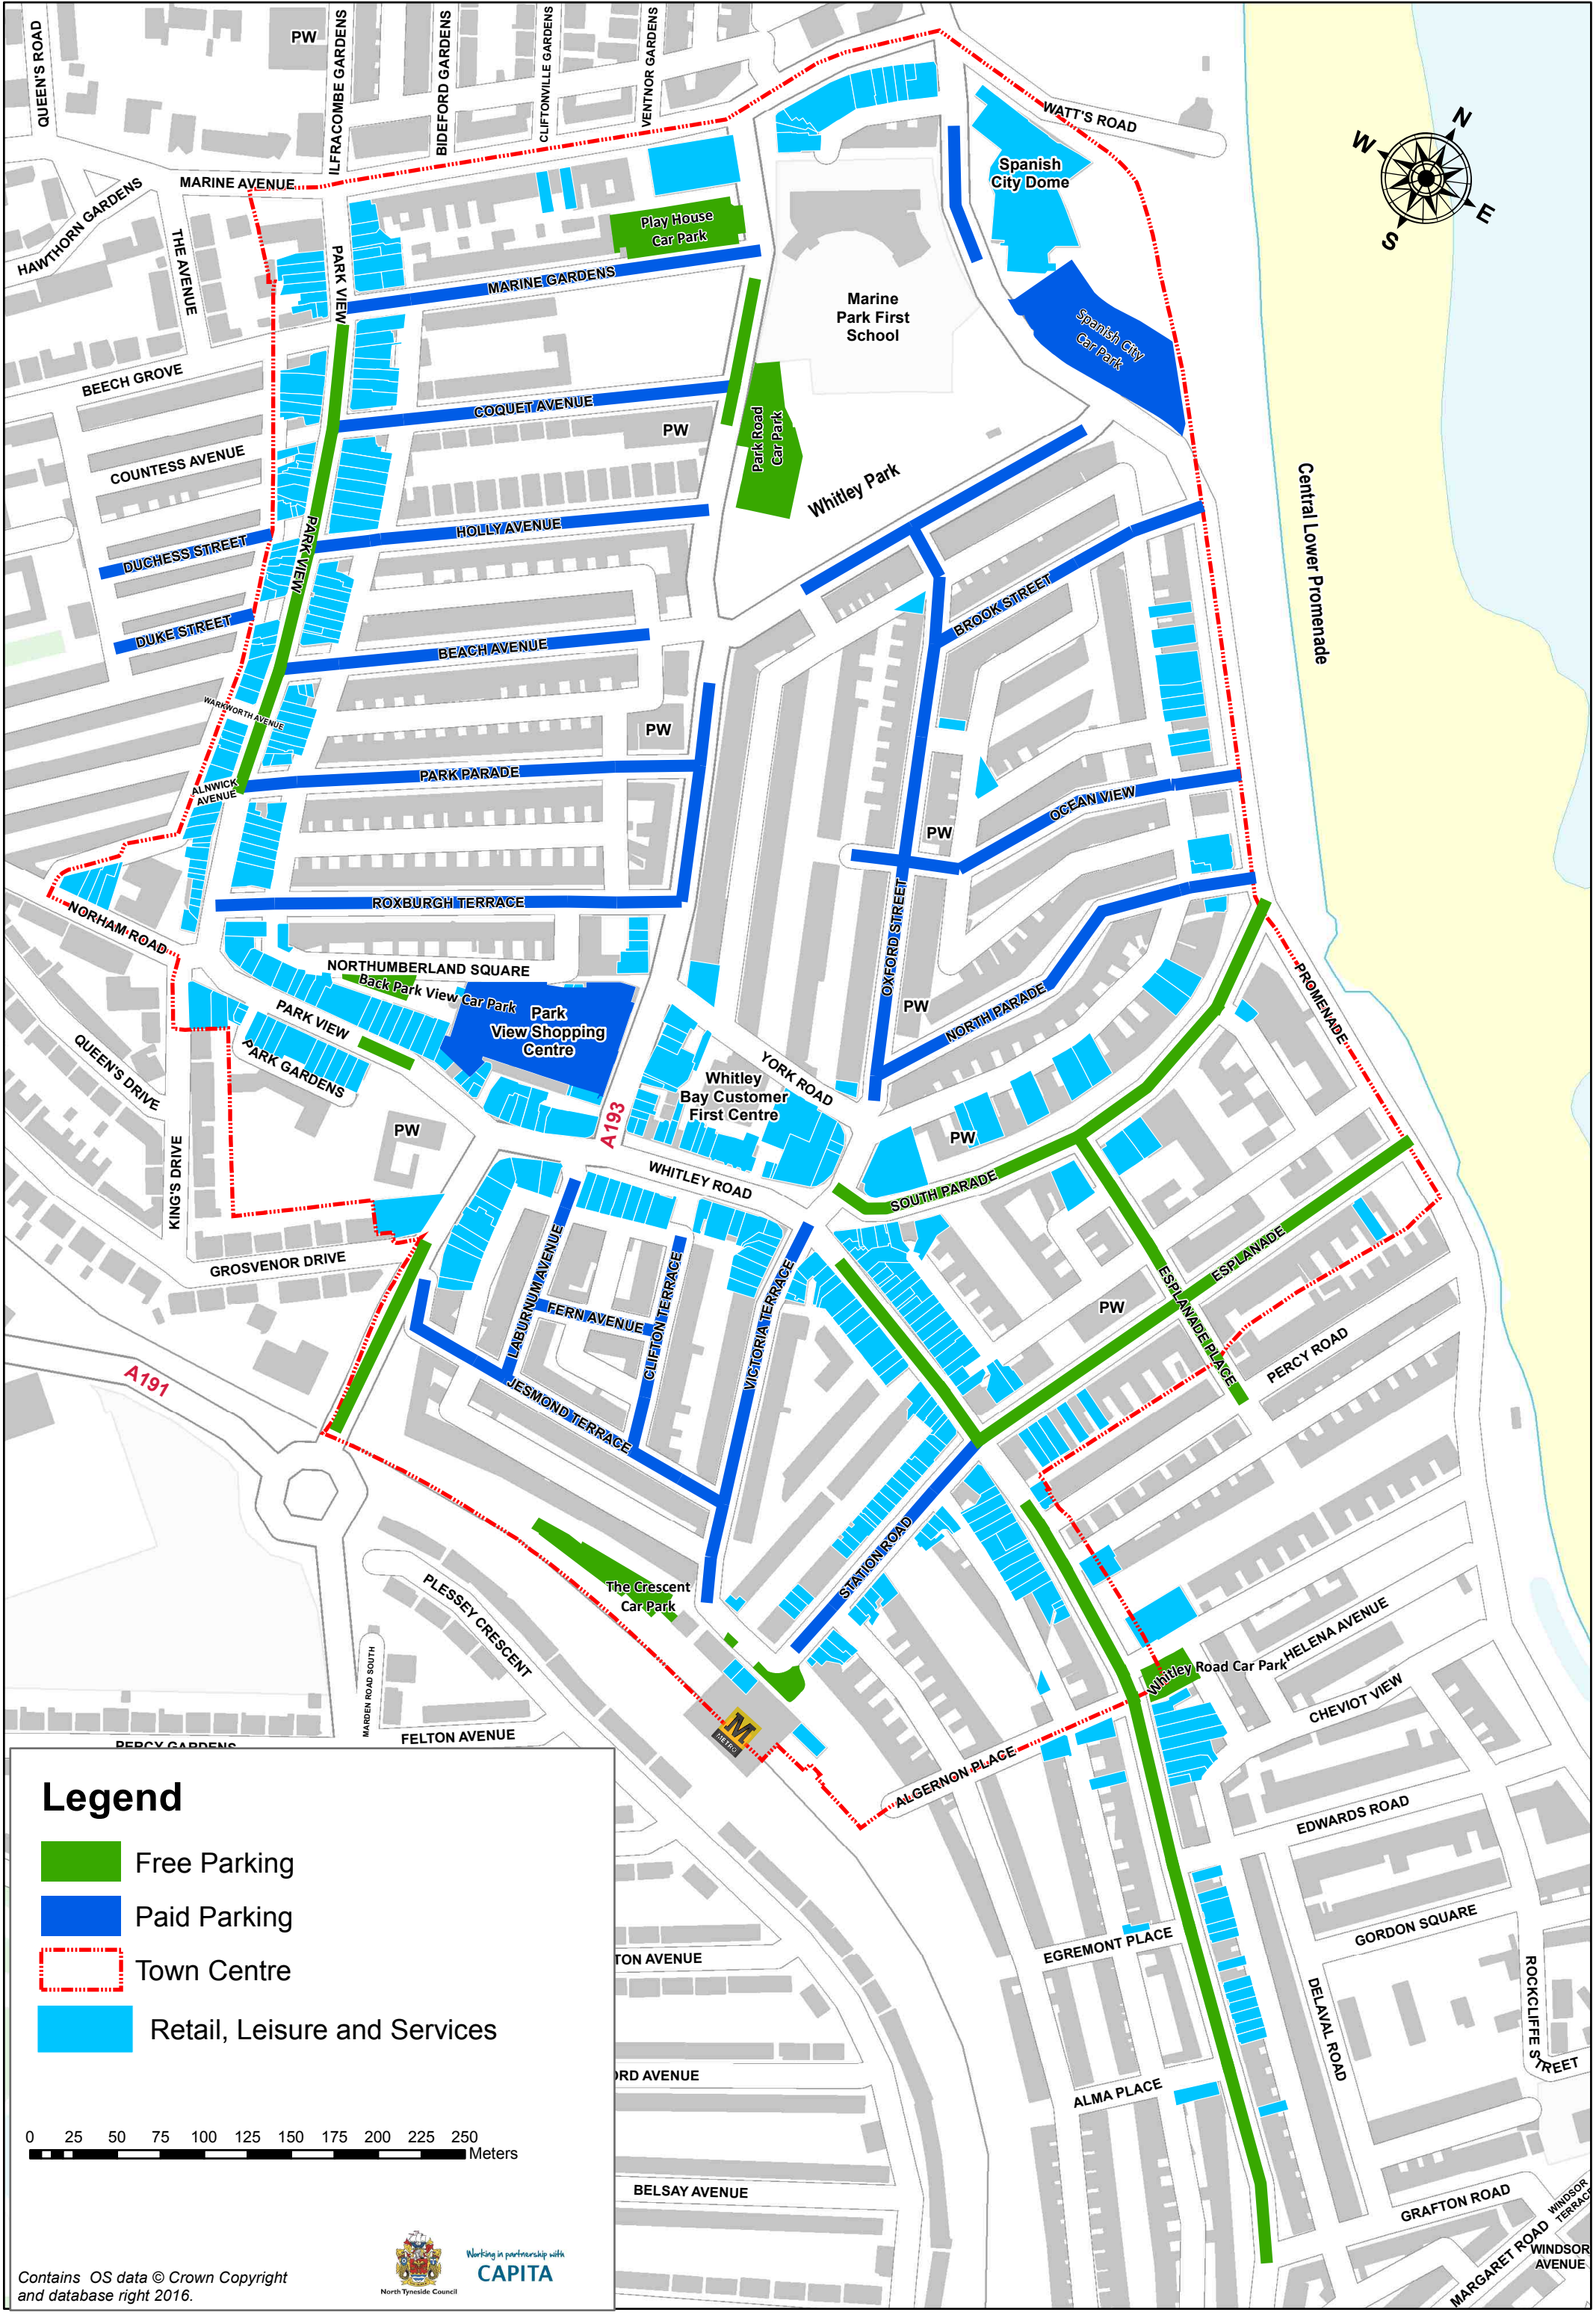 QUEEN'S ROAD
PW
ILFRACOMBE GARDENS
BIDEFORD GARDENS
CLIFTONVILLE GARDENS
VENTNOR GARDENS
WATT'S ROAD
N
W
E
S
HAWTHORN GARDENS
MARINE AVENUE
THE AVENUE
PARK VIEW
Spanish
City Dome
Play House
Car Park
MARINE GARDENS
Marine
Park First
School
Spanish City
Car Park
BEECH GROVE
COQUET AVENUE
PW
Park Road
Car Park
COUNTESS AVENUE
Whitley Park
Central Lower Promenade
DUCHESS STREET
PARK VIEW
HOLLY AVENUE
DUKE STREET
BEACH AVENUE
BROOK STREET
WARKWORTH AVENUE
PW
ALNWICK
AVENUE
PARK PARADE
OCEAN VIEW
PW
ROXBURGH TERRACE
OXFORD STREET
NORHAM ROAD
NORTHUMBERLAND SQUARE
Back Park View Car Park
Park
View Shopping
Centre
PW
NORTH PARADE
PROMENADE
PARK VIEW
PARK GARDENS
QUEEN'S DRIVE
YORK ROAD
Whitley
Bay Customer
First Centre
A193
PW
PW
KING'S DRIVE
WHITLEY ROAD
SOUTH PARADE
GROSVENOR DRIVE
LABURNUM AVENUE
FERN AVENUE
CLIFTON TERRACE
VICTORIA TERRACE
ESPLANADE
ESPLANADE PLACE
PW
PERCY ROAD
A191
JESMOND TERRACE
STATION ROAD
The Crescent
Car Park
PLESSEY CRESCENT
MARDEN ROAD SOUTH
HELENA AVENUE
Whitley Road Car Park
CHEVIOT VIEW
M
METRO
FELTON AVENUE
PERCY GARDENS
ALGERNON PLACE
EDWARDS ROAD
GORDON SQUARE
EGREMONT PLACE
TON AVENUE
ROCKCLIFFE STREET
DELAVAL ROAD
RD AVENUE
ALMA PLACE
BELSAY AVENUE
GRAFTON ROAD
WINDSOR
TERRACE
MARGARET ROAD
WINDSOR
AVENUE
Legend
Free Parking
Paid Parking
Town Centre
Retail, Leisure and Services
0 25 50 75 100 125 150 175 200 225 250
Meters
Contains OS data © Crown Copyright
and database right 2016.
North Tyneside Council
Working in partnership with
CAPITA